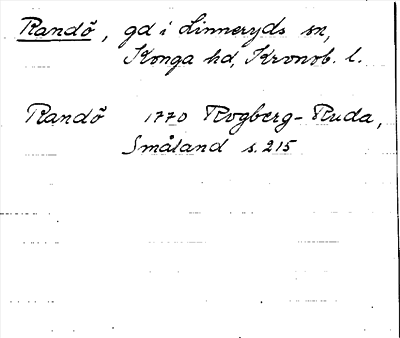 Randö, gd i Linneryds sn,
Konga hd, Kronob. l.
Randö 1770 Rogberg-Ruda,
Småland s. 215